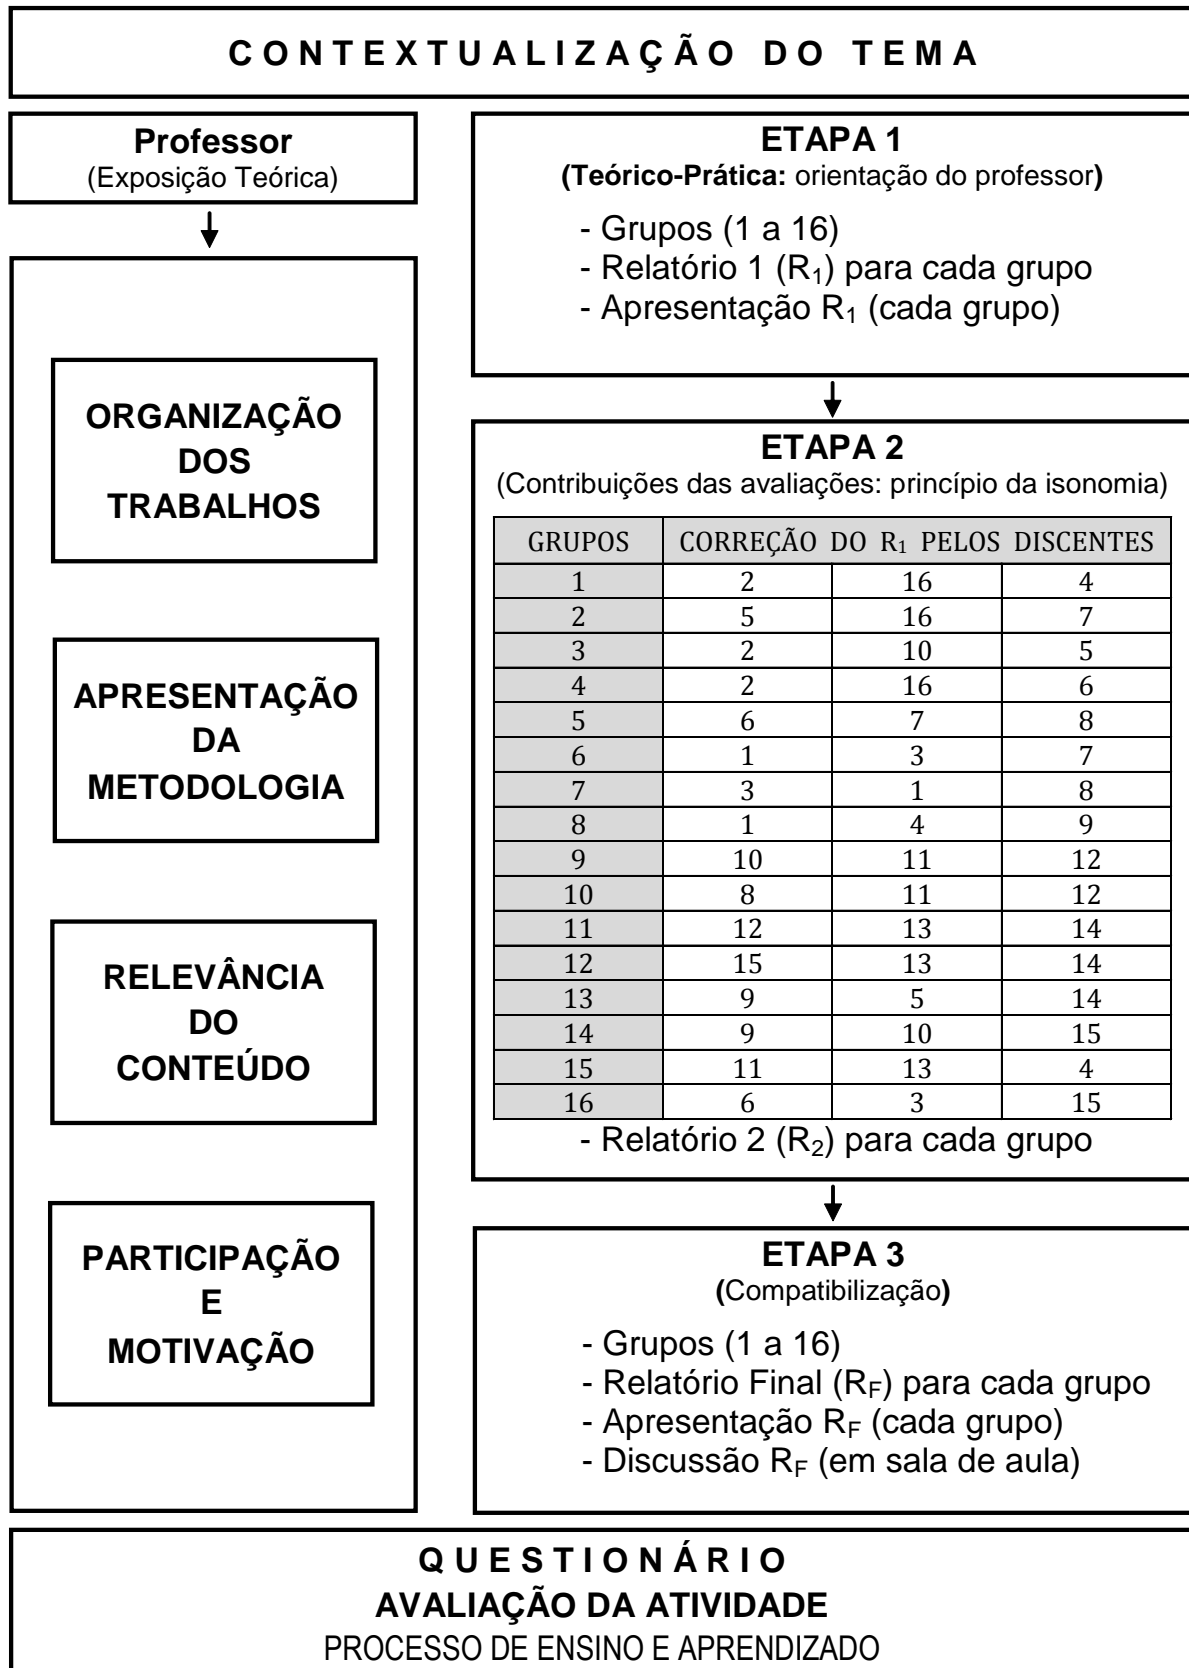 CONTEXTUALIZAÇÃO DO TEMA
Professor
(Exposição Teórica)
ORGANIZAÇÃO
DOS
TRABALHOS
APRESENTAÇÃO
DA
METODOLOGIA
RELEVÂNCIA
DO
CONTEÚDO
PARTICIPAÇÃO
E
MOTIVAÇÃO
ETAPA 1
(Teórico-Prática: orientação do professor)
- Grupos (1 a 16)
- Relatório 1 (R₁) para cada grupo
- Apresentação R₁ (cada grupo)
ETAPA 2
(Contribuições das avaliações: princípio da isonomia)
GRUPOS CORREÇÃO DO R₁ PELOS DISCENTES
1 2 16 4
2 5 16 7
3 2 10 5
4 2 16 6
5 6 7 8
6 1 3 7
7 3 1 8
8 1 4 9
9 10 11 12
10 8 11 12
11 12 13 14
12 15 13 14
13 9 5 14
14 9 10 15
15 11 13 4
16 6 3 15
- Relatório 2 (R₂) para cada grupo
ETAPA 3
(Compatibilização)
- Grupos (1 a 16)
- Relatório Final (RF) para cada grupo
- Apresentação RF (cada grupo)
- Discussão RF (em sala de aula)
QUESTIONÁRIO
AVALIAÇÃO DA ATIVIDADE
PROCESSO DE ENSINO E APRENDIZADO